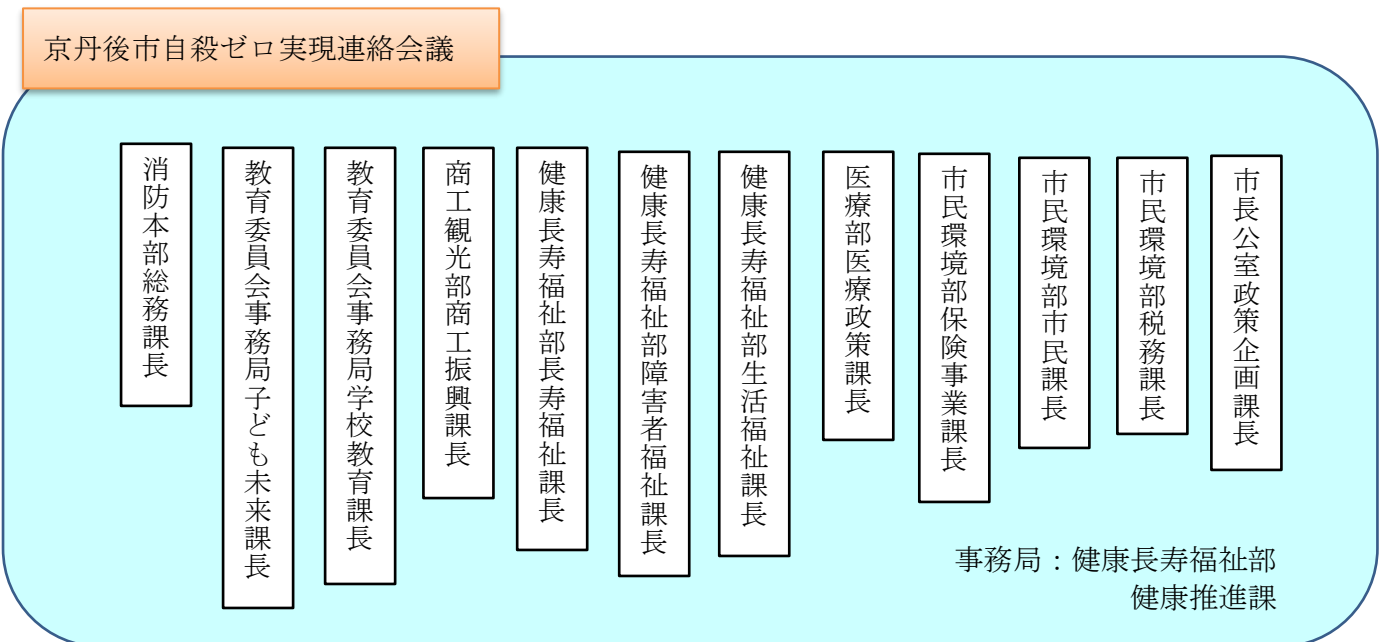 京丹後市自殺ゼロ実現連絡会議
市長公室政策企画課長
市民環境部税務課長
市民環境部市民課長
市民環境部保険事業課長
医療部医療政策課長
健康長寿福祉部生活福祉課長
健康長寿福祉部障害者福祉課長
健康長寿福祉部長寿福祉課長
商工観光部商工振興課長
教育委員会事務局学校教育課長
教育委員会事務局子ども未来課長
消防本部総務課長
事務局：健康長寿福祉部
健康推進課